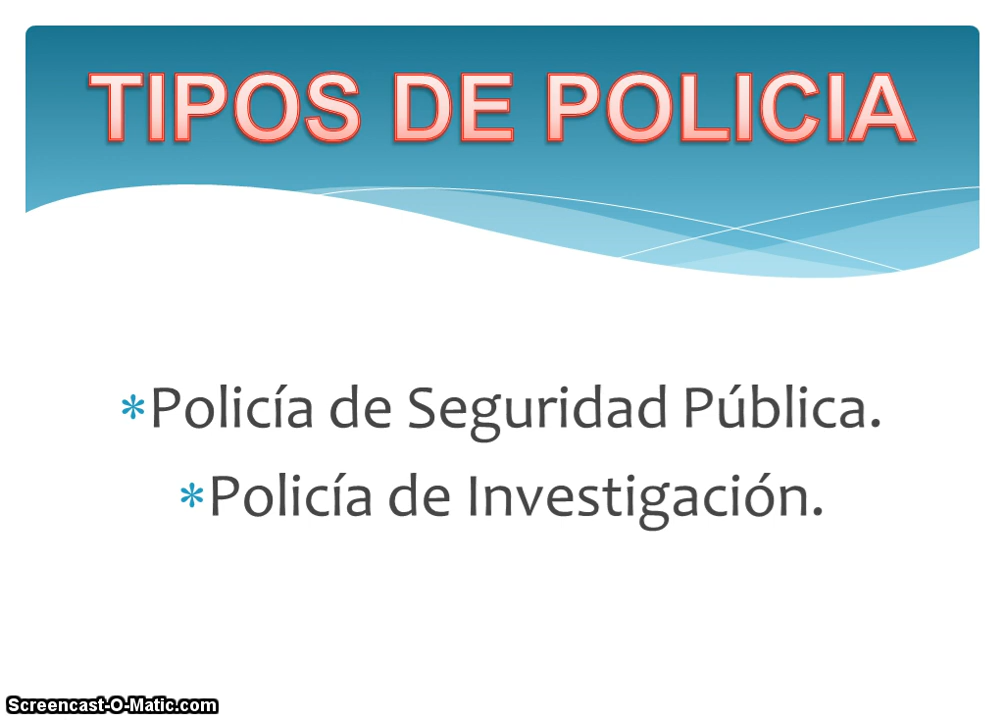 TIPOS DE POLICIA
*Policía de Seguridad Pública.
*Policía de Investigación.
Screencast-O-Matic.com